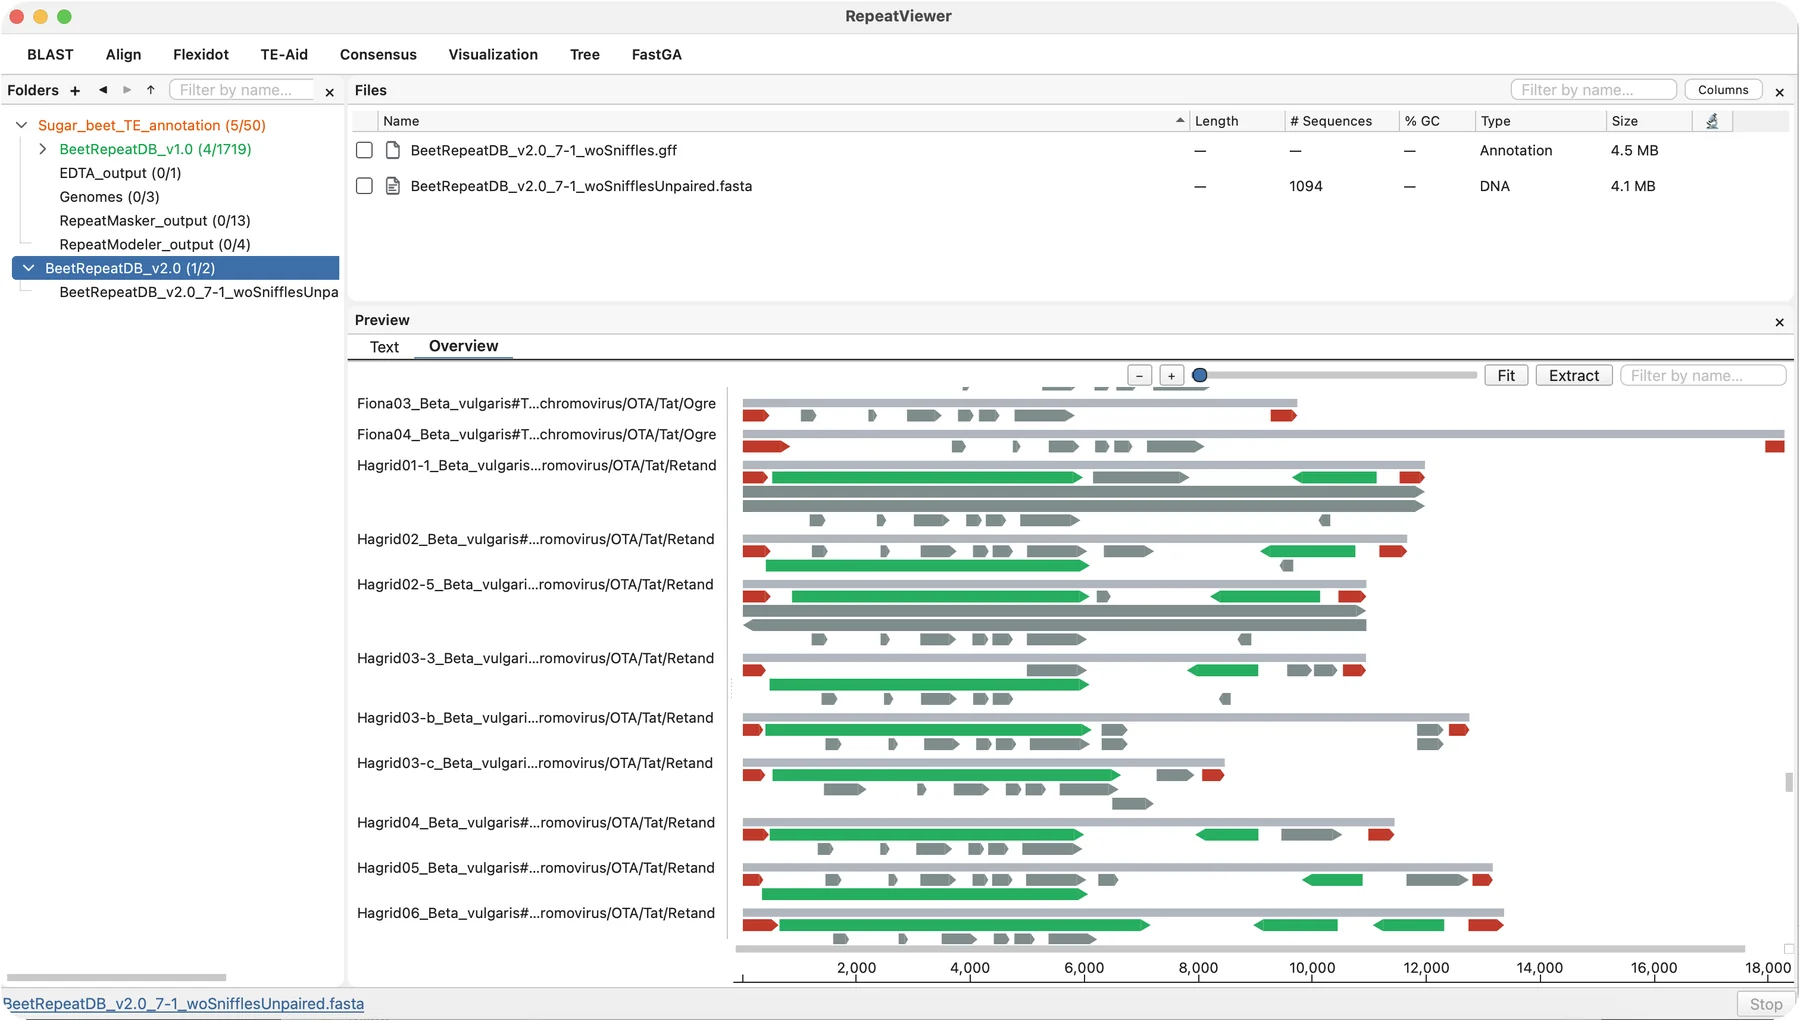 RepeatViewer
BLAST Align Flexidot TE-Aid Consensus Visualization Tree FastGA
Folders + Filter by name... ×
Files Filter by name... Columns ×
Name Length # Sequences % GC Type Size
BeetRepeatDB_v2.0_7-1_woSniffles.gff — — — Annotation 4.5 MB
BeetRepeatDB_v2.0_7-1_woSnifflesUnpaired.fasta — 1094 — DNA 4.1 MB
Sugar_beet_TE_annotation (5/50)
BeetRepeatDB_v1.0 (4/1719)
EDTA_output (0/1)
Genomes (0/3)
RepeatMasker_output (0/13)
RepeatModeler_output (0/4)
BeetRepeatDB_v2.0 (1/2)
BeetRepeatDB_v2.0_7-1_woSnifflesUnpa
Preview ×
Text Overview
− + Fit Extract Filter by name...
Fiona03_Beta_vulgaris#T...chromovirus/OTA/Tat/Ogre
Fiona04_Beta_vulgaris#T...chromovirus/OTA/Tat/Ogre
Hagrid01-1_Beta_vulgaris...romovirus/OTA/Tat/Retand
Hagrid02_Beta_vulgaris#...romovirus/OTA/Tat/Retand
Hagrid02-5_Beta_vulgari...romovirus/OTA/Tat/Retand
Hagrid03-3_Beta_vulgari...romovirus/OTA/Tat/Retand
Hagrid03-b_Beta_vulgari...romovirus/OTA/Tat/Retand
Hagrid03-c_Beta_vulgari...romovirus/OTA/Tat/Retand
Hagrid04_Beta_vulgaris#...romovirus/OTA/Tat/Retand
Hagrid05_Beta_vulgaris#...romovirus/OTA/Tat/Retand
Hagrid06_Beta_vulgaris#...romovirus/OTA/Tat/Retand
2,000 4,000 6,000 8,000 10,000 12,000 14,000 16,000 18,000
BeetRepeatDB_v2.0_7-1_woSnifflesUnpaired.fasta Stop